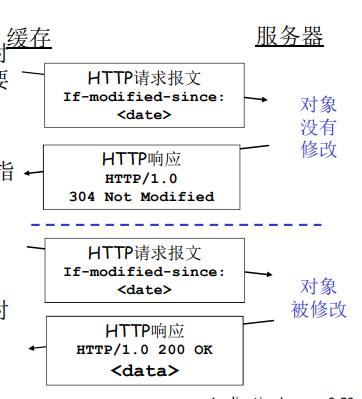 缓存
服务器
时
要
HTTP请求报文
If-modified-since:
<date>
对象
没有
修改
指
HTTP响应
HTTP/1.0
304 Not Modified
HTTP请求报文
If-modified-since:
<date>
对象
被修改
时
HTTP响应
HTTP/1.0 200 OK
<data>